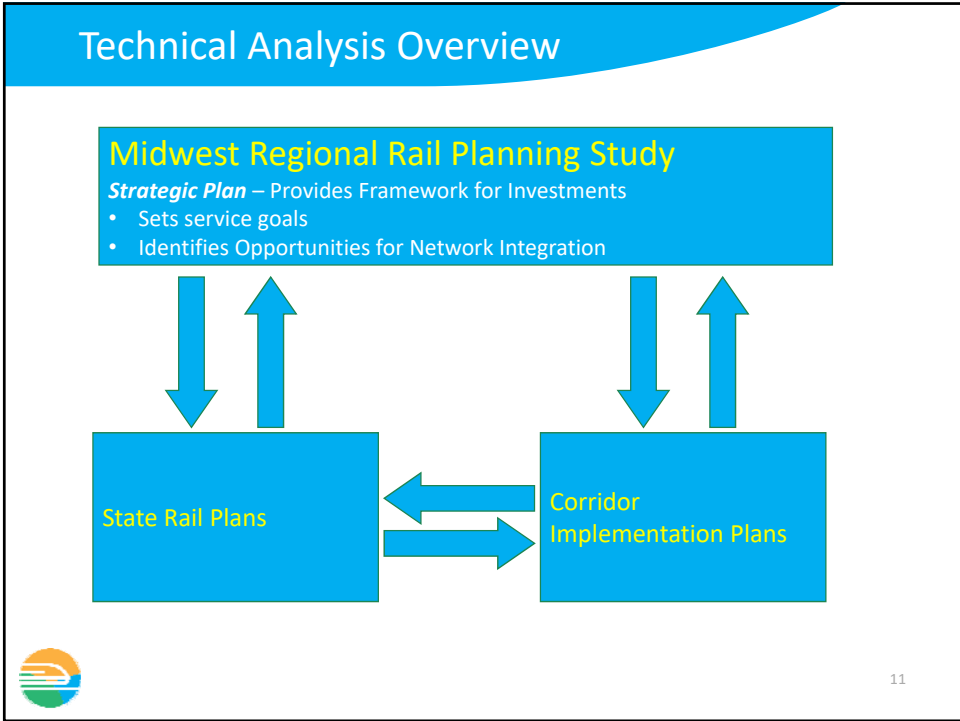 Technical Analysis Overview
Midwest Regional Rail Planning Study
Strategic Plan – Provides Framework for Investments
• Sets service goals
• Identifies Opportunities for Network Integration
State Rail Plans
Corridor
Implementation Plans
11